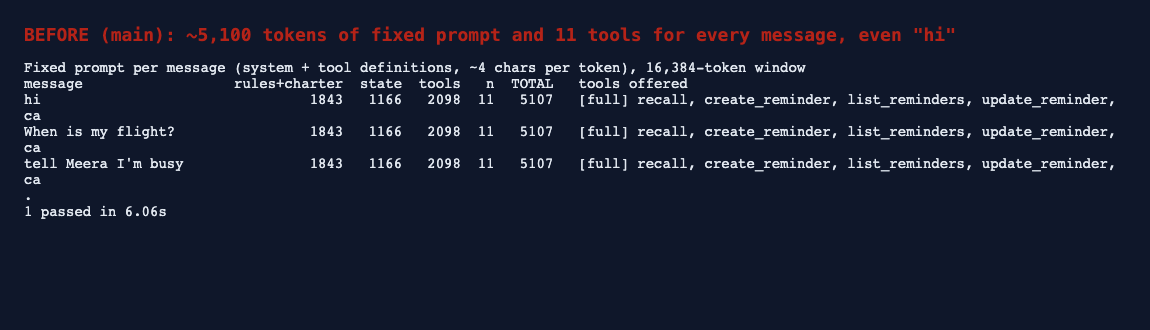 BEFORE (main): ~5,100 tokens of fixed prompt and 11 tools for every message, even "hi"
Fixed prompt per message (system + tool definitions, ~4 chars per token), 16,384-token window
message rules+charter state tools n TOTAL tools offered
hi 1843 1166 2098 11 5107 [full] recall, create_reminder, list_reminders, update_reminder,
ca
When is my flight? 1843 1166 2098 11 5107 [full] recall, create_reminder, list_reminders, update_reminder,
ca
tell Meera I'm busy 1843 1166 2098 11 5107 [full] recall, create_reminder, list_reminders, update_reminder,
ca
.
1 passed in 6.06s